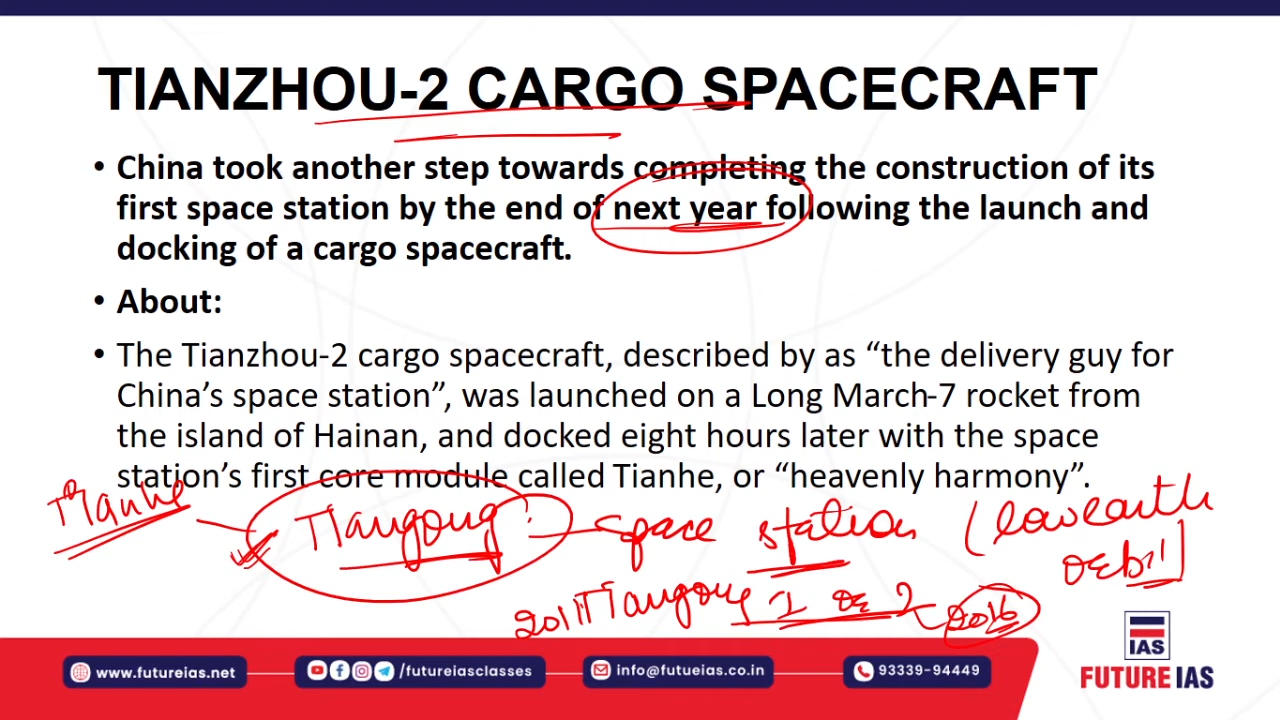 TIANZHOU-2 CARGO SPACECRAFT
• China took another step towards completing the construction of its
first space station by the end of next year following the launch and
docking of a cargo spacecraft.
• About:
• The Tianzhou-2 cargo spacecraft, described by as “the delivery guy for
China’s space station”, was launched on a Long March-7 rocket from
the island of Hainan, and docked eight hours later with the space
station’s first core module called Tianhe, or “heavenly harmony”.
Tianhe Tiangong space station (low earth
orbit)
2011 Tiangong 1 or 2 2016
IAS
FUTURE IAS
www.futureias.net /futureiasclasses info@futueias.co.in 93339-94449